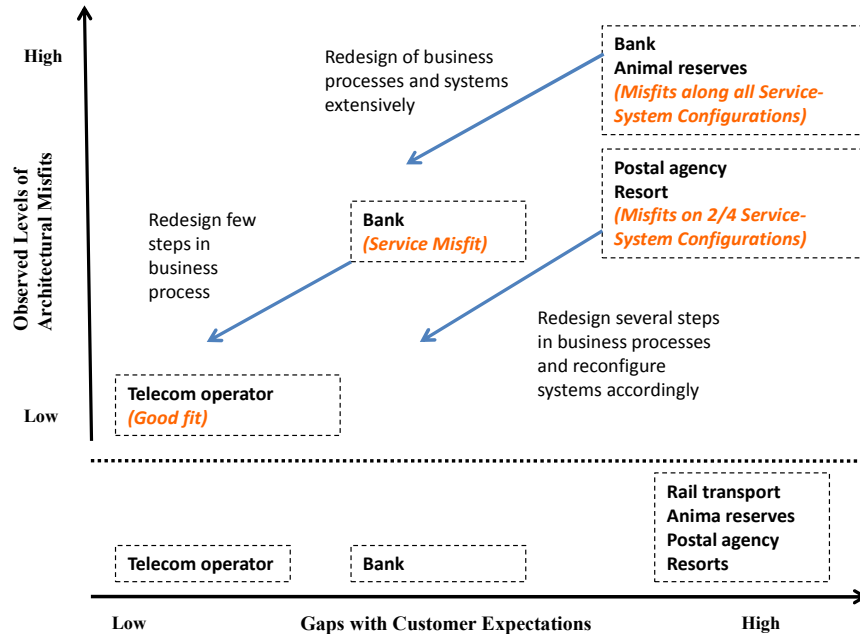 High
Redesign of business
processes and systems
extensively
Bank
Animal reserves
(Misfits along all Service-
System Configurations)
Observed Levels of
Architectural Misfits
Redesign few
steps in
business
process
Bank
(Service Misfit)
Postal agency
Resort
(Misfits on 2/4 Service-
System Configurations)
Redesign several steps
in business processes
and reconfigure
systems accordingly
Low
Telecom operator
(Good fit)
Telecom operator
Bank
Rail transport
Anima reserves
Postal agency
Resorts
Low
Gaps with Customer Expectations
High